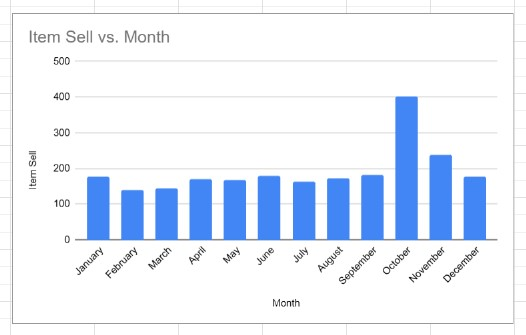 Item Sell vs. Month
500
400
300
200
100
0
Item Sell
January
February
March
April
May
June
July
August
September
October
November
December
Month